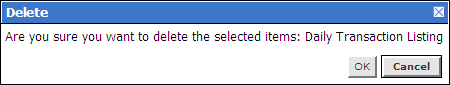 Delete
Are you sure you want to delete the selected items: Daily Transaction Listing
OK Cancel